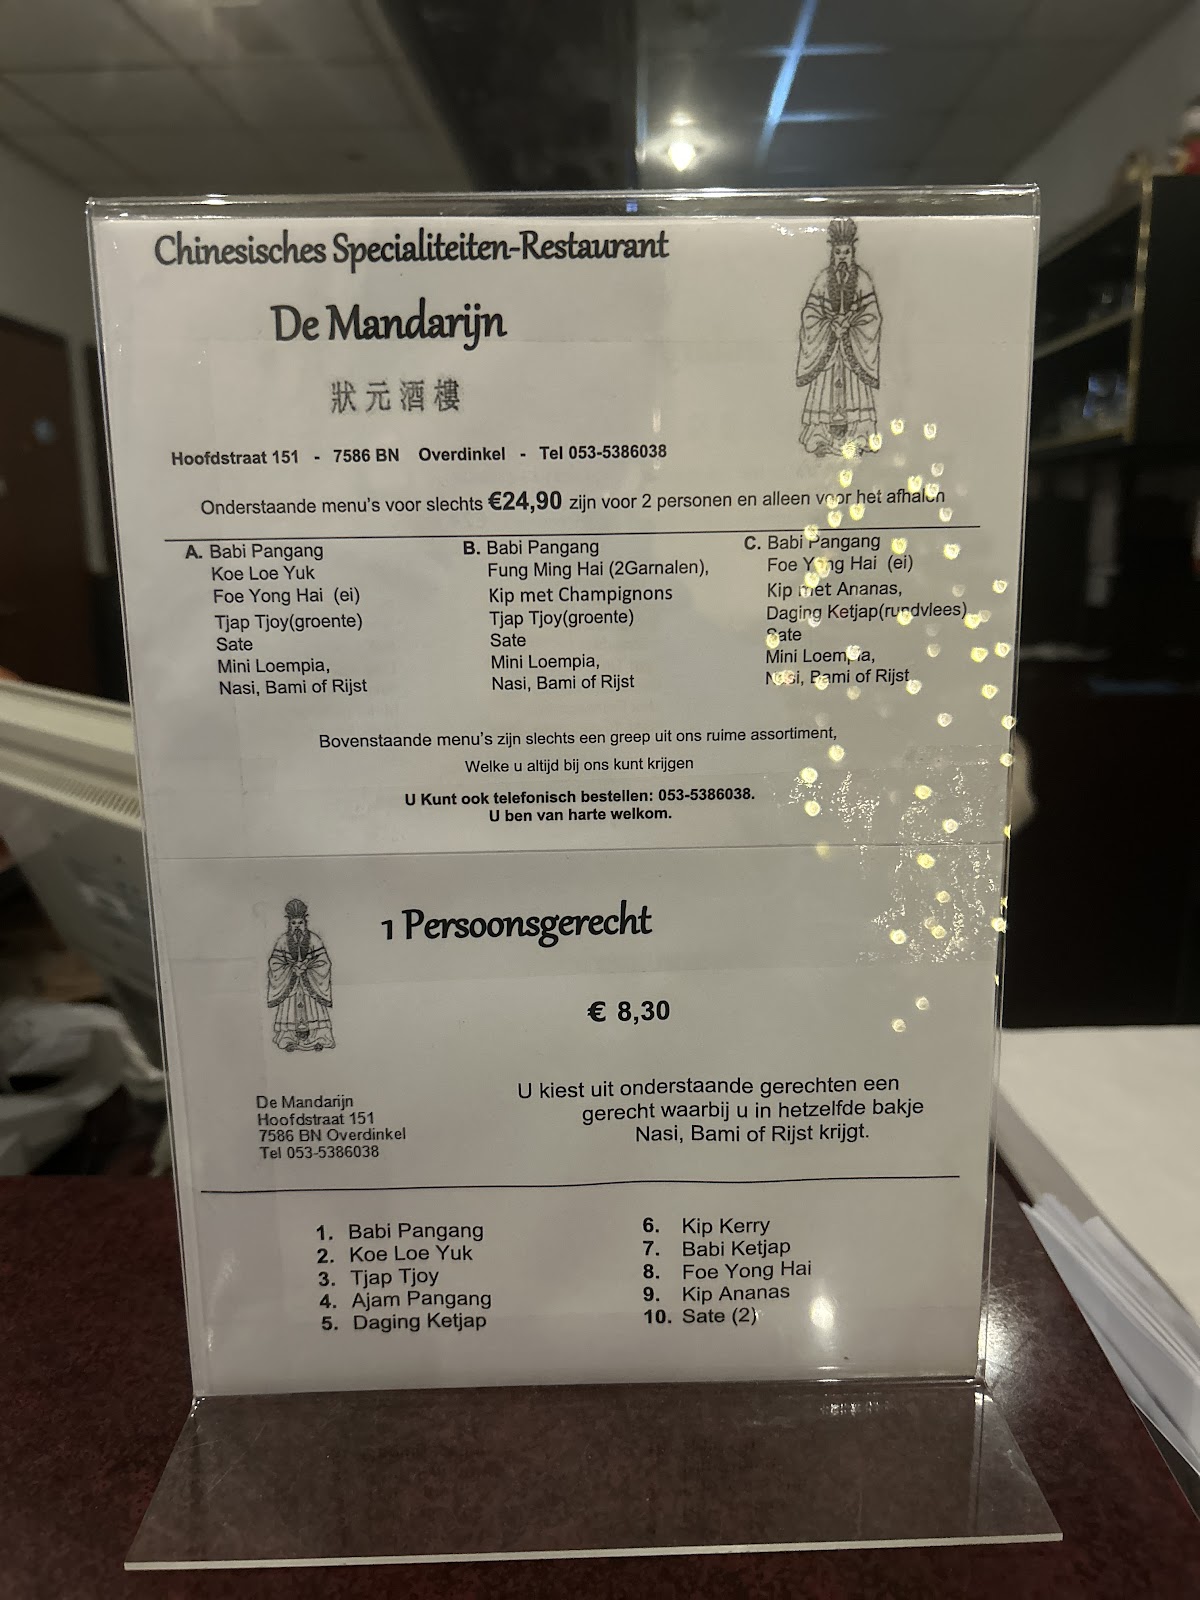 Chinesisches Specialiteiten-Restaurant
De Mandarijn
狀元酒樓
Hoofdstraat 151 - 7586 BN Overdinkel - Tel 053-5386038
Onderstaande menu's voor slechts €24,90 zijn voor 2 personen en alleen voor het afhalen
A. Babi Pangang
Koe Loe Yuk
Foe Yong Hai (ei)
Tjap Tjoy(groente)
Sate
Mini Loempia,
Nasi, Bami of Rijst
B. Babi Pangang
Fung Ming Hai (2Garnalen),
Kip met Champignons
Tjap Tjoy(groente)
Sate
Mini Loempia,
Nasi, Bami of Rijst
C. Babi Pangang
Foe Yong Hai (ei)
Kip met Ananas,
Daging Ketjap(rundvlees)
Sate
Mini Loempia,
Nasi, Bami of Rijst
Bovenstaande menu's zijn slechts een greep uit ons ruime assortiment,
Welke u altijd bij ons kunt krijgen
U Kunt ook telefonisch bestellen: 053-5386038.
U ben van harte welkom.
1 Persoonsgerecht
€ 8,30
De Mandarijn
Hoofdstraat 151
7586 BN Overdinkel
Tel 053-5386038
U kiest uit onderstaande gerechten een
gerecht waarbij u in hetzelfde bakje
Nasi, Bami of Rijst krijgt.
1. Babi Pangang
2. Koe Loe Yuk
3. Tjap Tjoy
4. Ajam Pangang
5. Daging Ketjap
6. Kip Kerry
7. Babi Ketjap
8. Foe Yong Hai
9. Kip Ananas
10. Sate (2)